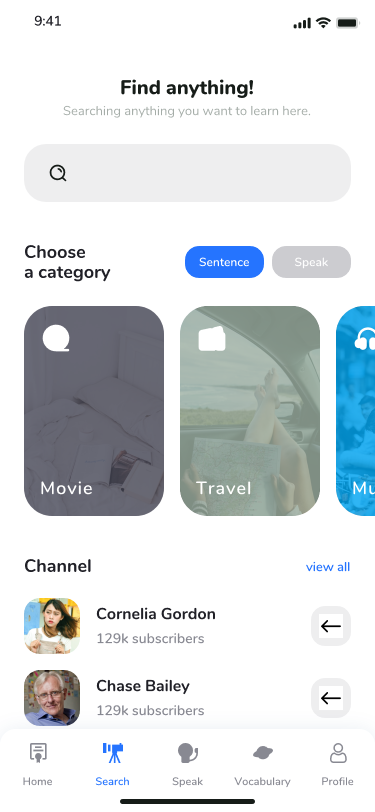 9:41
Find anything!
Searching anything you want to learn here.
Choose
a category
Sentence
Speak
Movie
Travel
Mu
Channel
view all
Cornelia Gordon
129k subscribers
Chase Bailey
129k subscribers
Home
Search
Speak
Vocabulary
Profile